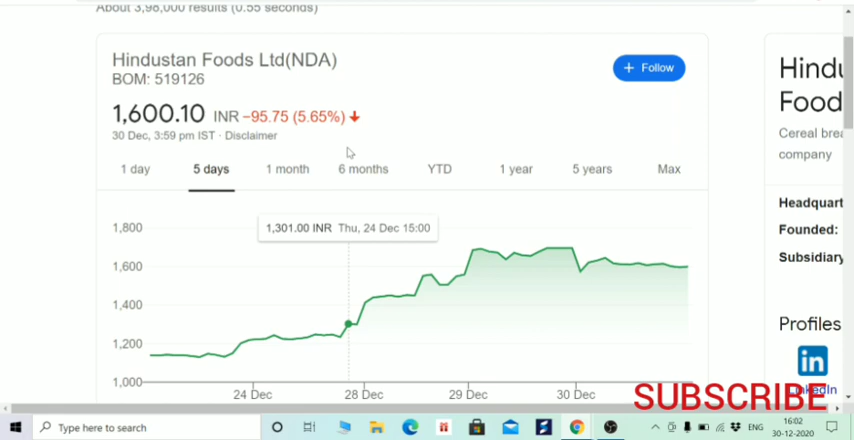 About 3,98,000 results (0.55 seconds)
Hindustan Foods Ltd(NDA)
BOM: 519126
+ Follow
1,600.10 INR −95.75 (5.65%)
30 Dec, 3:59 pm IST · Disclaimer
1 day 5 days 1 month 6 months YTD 1 year 5 years Max
1,301.00 INR Thu, 24 Dec 15:00
1,800
1,600
1,400
1,200
1,000
24 Dec 28 Dec 29 Dec 30 Dec
Hindu
Food
Cereal brea
company
Headquart
Founded:
Subsidiary
Profiles
in
LinkedIn
SUBSCRIBE
Type here to search
ENG
16:02
30-12-2020